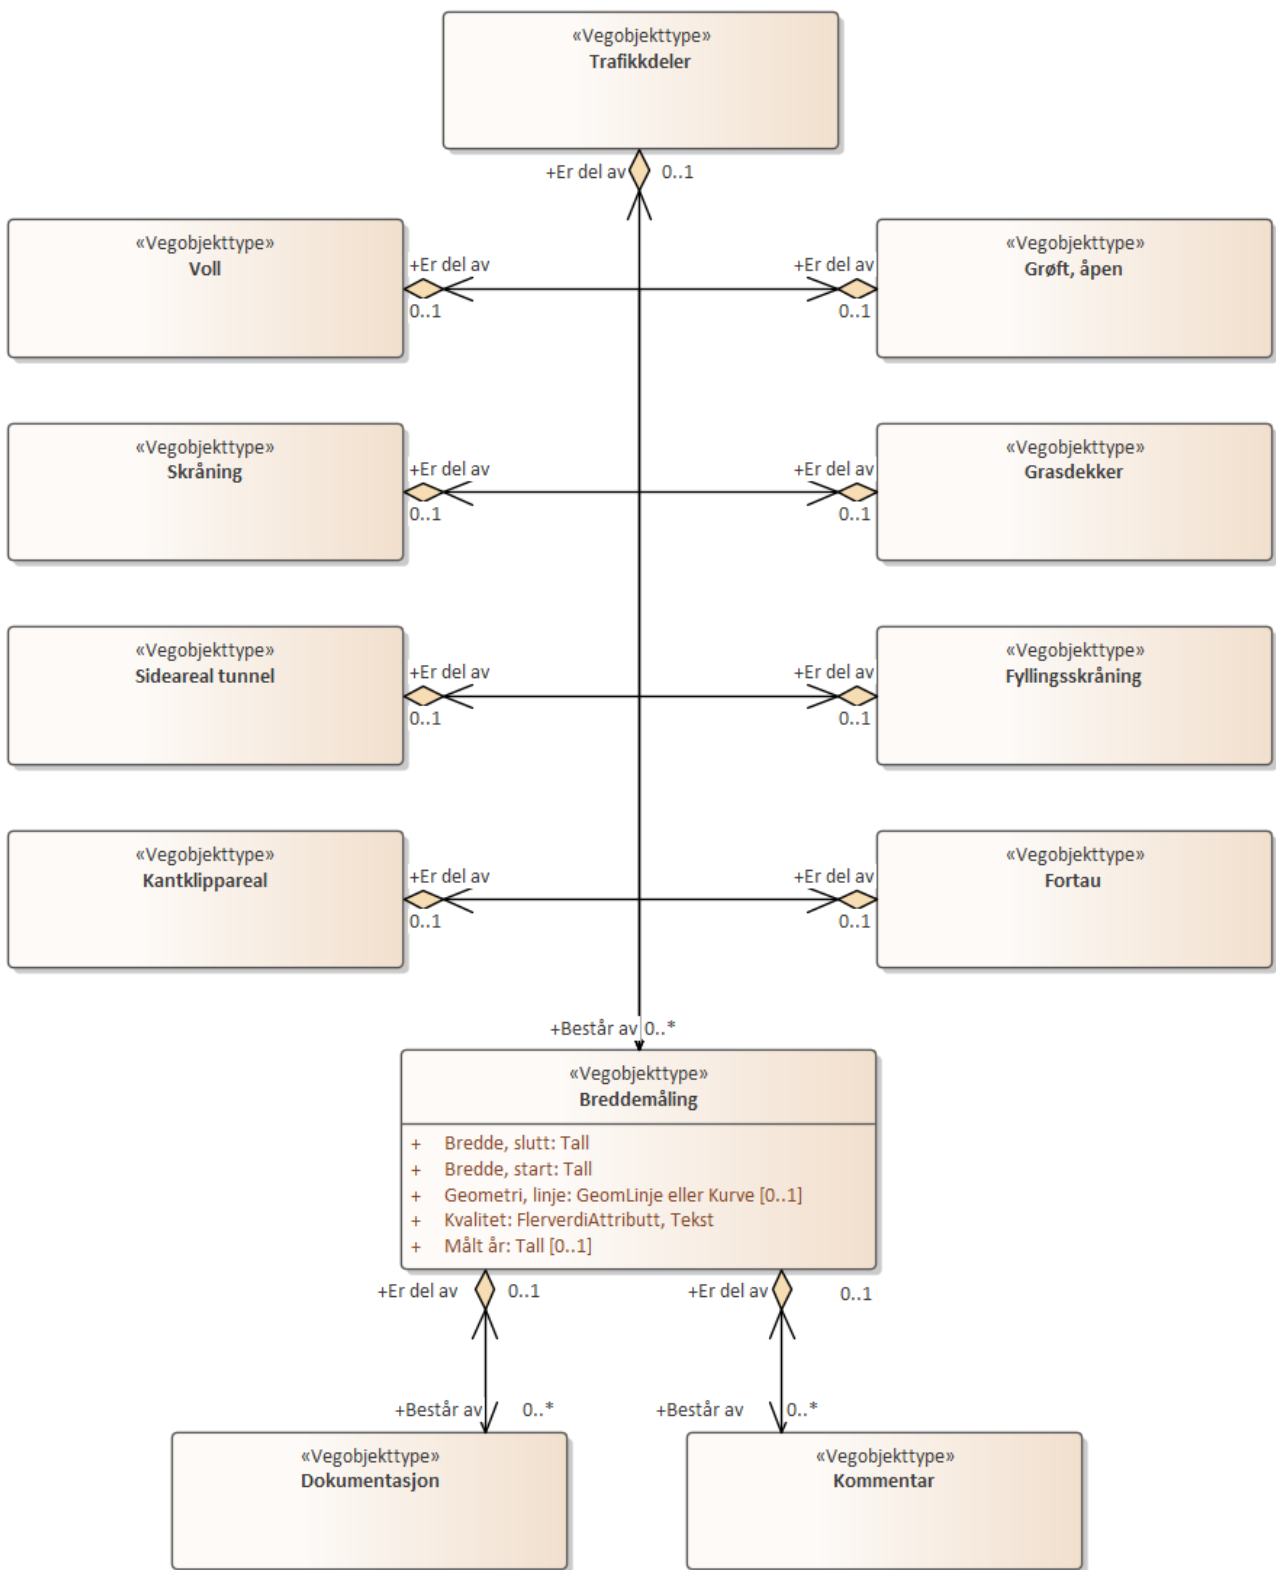 «Vegobjekttype»
Trafikkdeler
+Er del av 0..1
«Vegobjekttype»
Voll
+Er del av
0..1
+Er del av
0..1
«Vegobjekttype»
Grøft, åpen
«Vegobjekttype»
Skråning
+Er del av
0..1
+Er del av
0..1
«Vegobjekttype»
Grasdekker
«Vegobjekttype»
Sideareal tunnel
+Er del av
0..1
+Er del av
0..1
«Vegobjekttype»
Fyllingsskråning
«Vegobjekttype»
Kantklippareal
+Er del av
0..1
+Er del av
0..1
«Vegobjekttype»
Fortau
+Består av 0..*
«Vegobjekttype»
Breddemåling
+ Bredde, slutt: Tall
+ Bredde, start: Tall
+ Geometri, linje: GeomLinje eller Kurve [0..1]
+ Kvalitet: FlerverdiAttributt, Tekst
+ Målt år: Tall [0..1]
+Er del av 0..1
+Er del av 0..1
+Består av 0..*
+Består av 0..*
«Vegobjekttype»
Dokumentasjon
«Vegobjekttype»
Kommentar